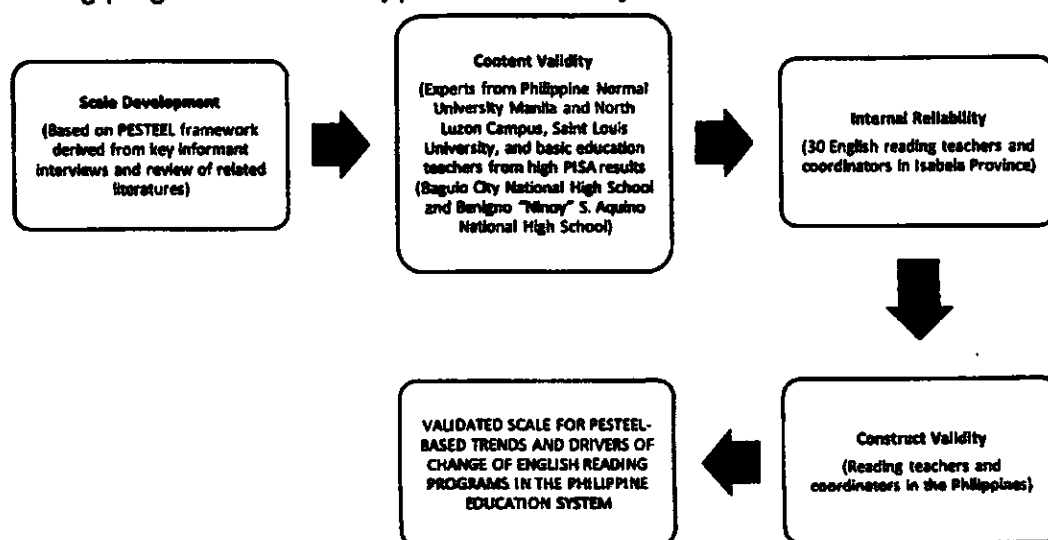 Scale Development
(Based on PESTEEL framework
derived from key informant
interviews and review of related
literatures)
Content Validity
(Experts from Philippine Normal
University Manila and North
Luzon Campus, Saint Louis
University, and basic education
teachers from high PISA results
(Baguio City National High School
and Benigno "Ninoy" S. Aquino
National High School)
Internal Reliability
(30 English reading teachers and
coordinators in Isabela Province)
Construct Validity
(Reading teachers and
coordinators in the Philippines)
VALIDATED SCALE FOR PESTEEL-
BASED TRENDS AND DRIVERS OF
CHANGE OF ENGLISH READING
PROGRAMS IN THE PHILIPPINE
EDUCATION SYSTEM